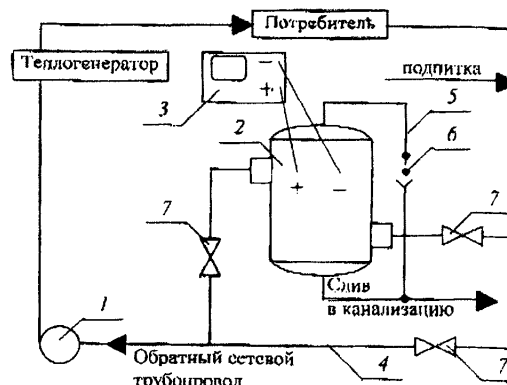 Потребитель
Теплогенератор
подпитка
3
2
5
6
7
7
+
−
+
−
1
Слив
в канализацию
Обратный сетевой
трубопровод
4
7